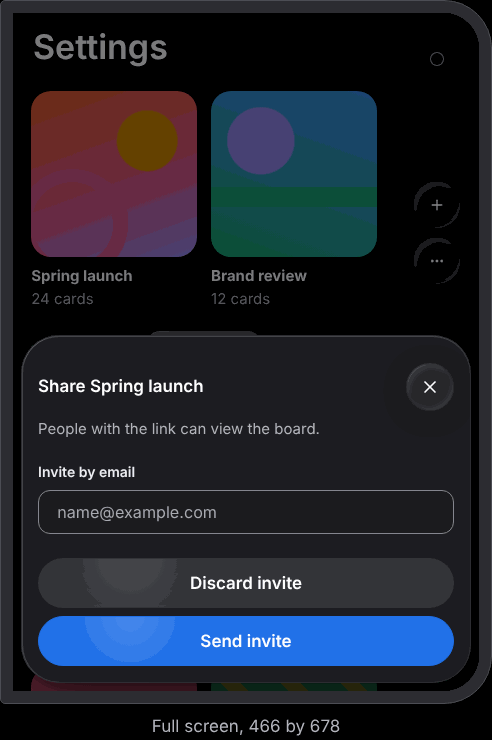 Settings
Spring launch
24 cards
Brand review
12 cards
Share Spring launch
People with the link can view the board.
Invite by email
name@example.com
Discard invite
Send invite
Full screen, 466 by 678